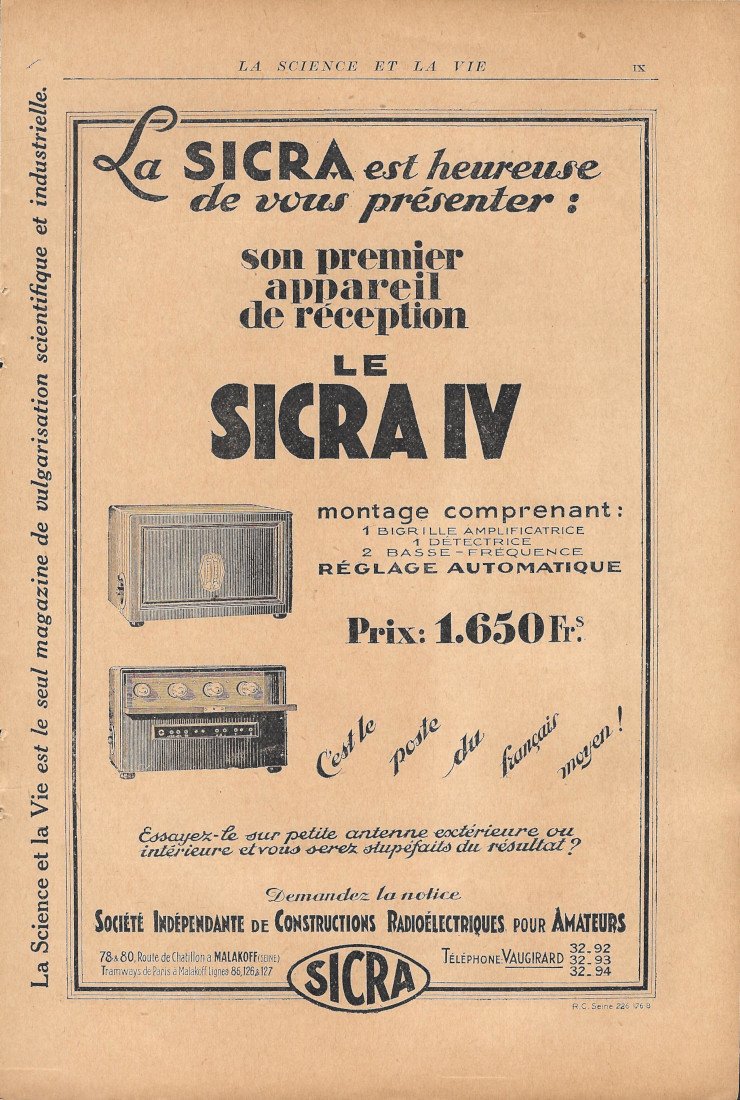 LA SCIENCE ET LA VIE IX
La Science et la Vie est le seul magazine de vulgarisation scientifique et industrielle.
La SICRA est heureuse
de vous présenter :
son premier
appareil
de réception
LE
SICRA IV
montage comprenant :
1 BIGRILLE AMPLIFICATRICE
1 DÉTECTRICE
2 BASSE-FRÉQUENCE
RÉGLAGE AUTOMATIQUE
Prix: 1.650 Frs.
C'est le poste du français moyen !
Essayez-le sur petite antenne extérieure ou
intérieure et vous serez stupéfaits du résultat ?
Demandez la notice
SOCIÉTÉ INDÉPENDANTE DE CONSTRUCTIONS RADIOÉLECTRIQUES POUR AMATEURS
78 & 80, Route de Chatillon à MALAKOFF (SEINE)
Tramways de Paris à Malakoff Lignes 86, 126 & 127
SICRA
TÉLÉPHONE: VAUGIRARD 32-92
32-93
32-94
R.C. Seine 226.176 B